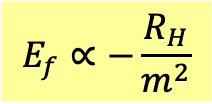 E_f ∝ − R_H / m²